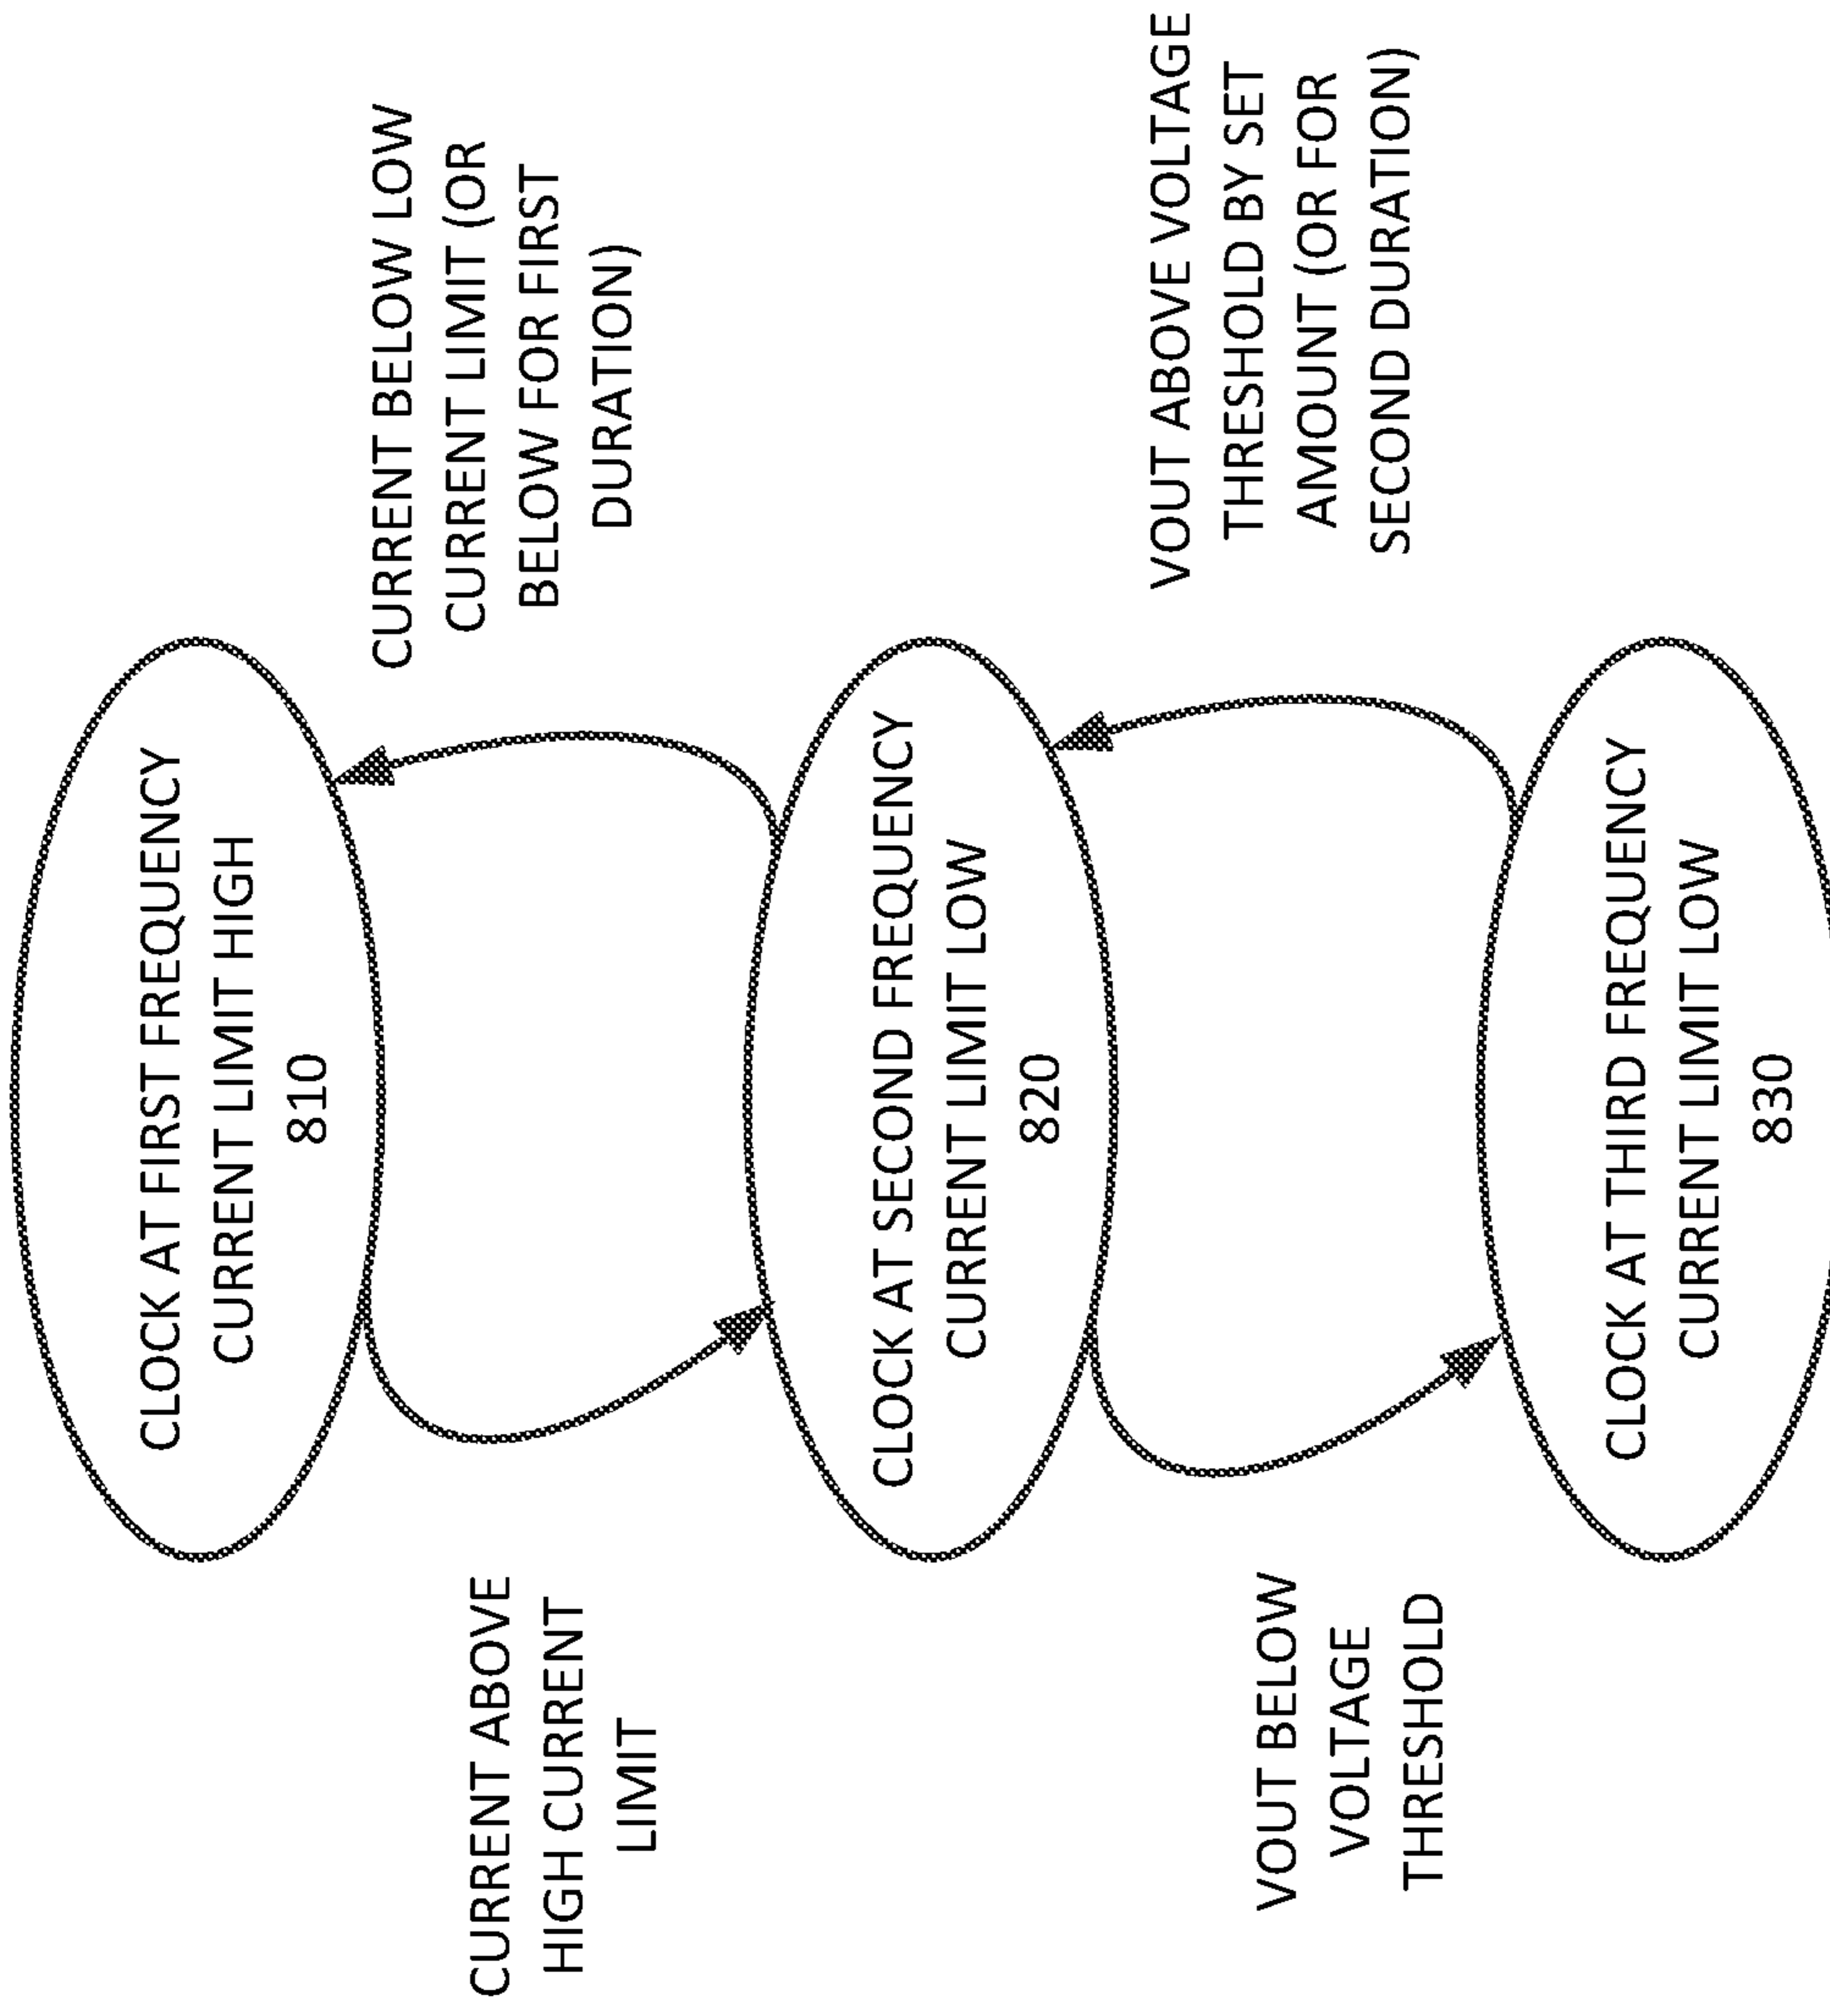 CLOCK AT FIRST FREQUENCY
CURRENT LIMIT HIGH
810
CURRENT ABOVE
HIGH CURRENT
LIMIT
CURRENT BELOW LOW
CURRENT LIMIT (OR
BELOW FOR FIRST
DURATION)
CLOCK AT SECOND FREQUENCY
CURRENT LIMIT LOW
820
VOUT BELOW
VOLTAGE
THRESHOLD
VOUT ABOVE VOLTAGE
THRESHOLD BY SET
AMOUNT (OR FOR
SECOND DURATION)
CLOCK AT THIRD FREQUENCY
CURRENT LIMIT LOW
830